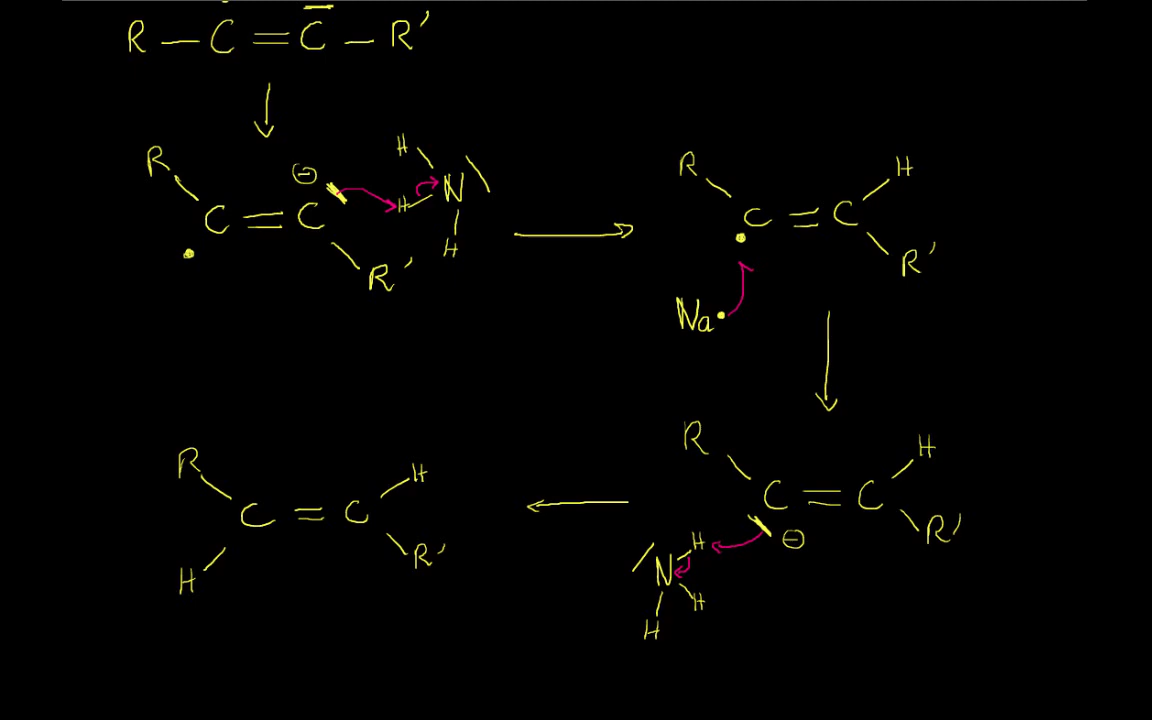 R — C = C — R'
R H
⊖ N
C = C H
H
R'
R H
C = C
R'
Na•
R H
C = C
R'
⊖
H
N
H
H
R H
C = C
R'
H